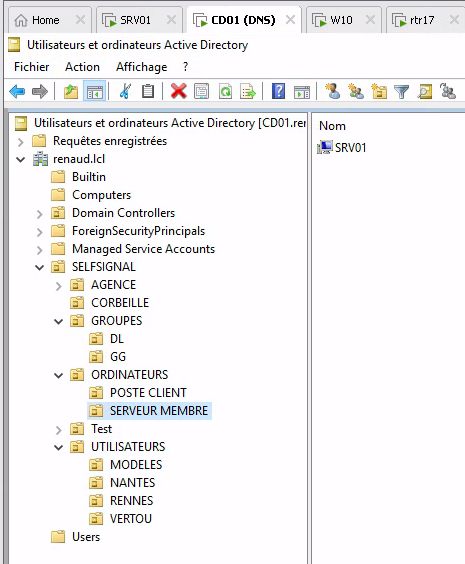 Home SRV01 CD01 (DNS) W10 rtr17
Utilisateurs et ordinateurs Active Directory
Fichier Action Affichage ?
Utilisateurs et ordinateurs Active Directory [CD01.re
Nom
Requêtes enregistrées
SRV01
renaud.lcl
Builtin
Computers
Domain Controllers
ForeignSecurityPrincipals
Managed Service Accounts
SELFSIGNAL
AGENCE
CORBEILLE
GROUPES
DL
GG
ORDINATEURS
POSTE CLIENT
SERVEUR MEMBRE
Test
UTILISATEURS
MODELES
NANTES
RENNES
VERTOU
Users